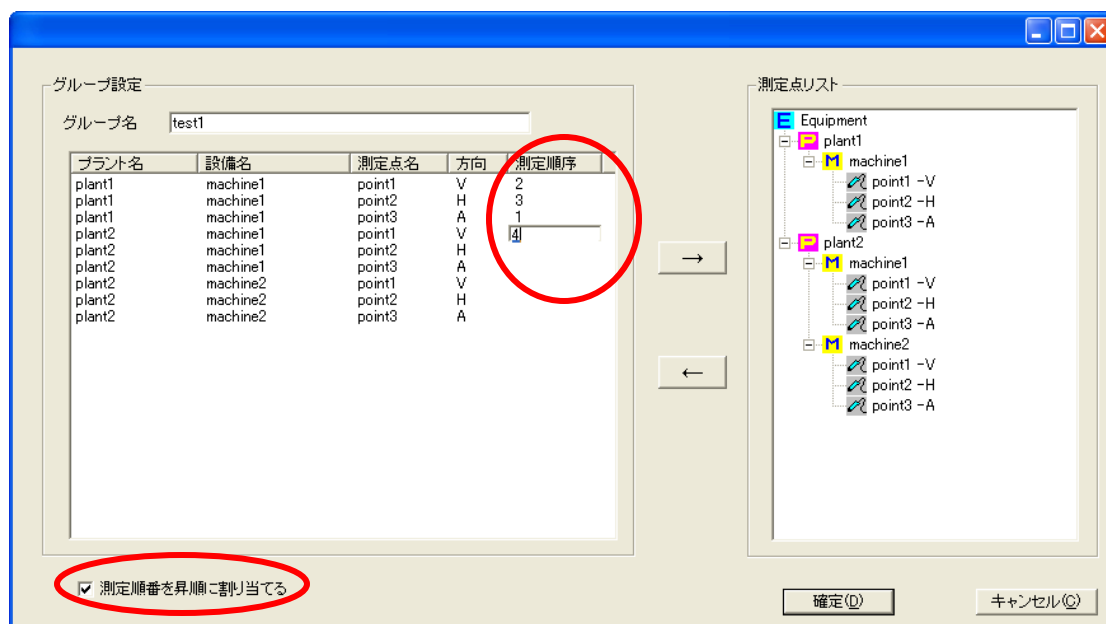 グループ設定
グループ名 test1
プラント名 設備名 測定点名 方向 測定順序
plant1 machine1 point1 V 2
plant1 machine1 point2 H 3
plant1 machine1 point3 A 1
plant2 machine1 point1 V 4
plant2 machine1 point2 H
plant2 machine1 point3 A
plant2 machine2 point1 V
plant2 machine2 point2 H
plant2 machine2 point3 A
測定順番を昇順に割り当てる
→
←
測定点リスト
E Equipment
P plant1
M machine1
point1 -V
point2 -H
point3 -A
P plant2
M machine1
point1 -V
point2 -H
point3 -A
M machine2
point1 -V
point2 -H
point3 -A
確定(D) キャンセル(C)